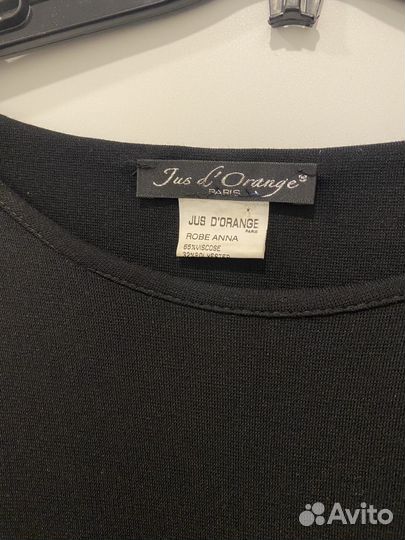 Jus d'Orange®
PARIS
JUS D'ORANGE
PARIS
ROBE ANNA
65%VISCOSE
32%POLYESTER
Avito